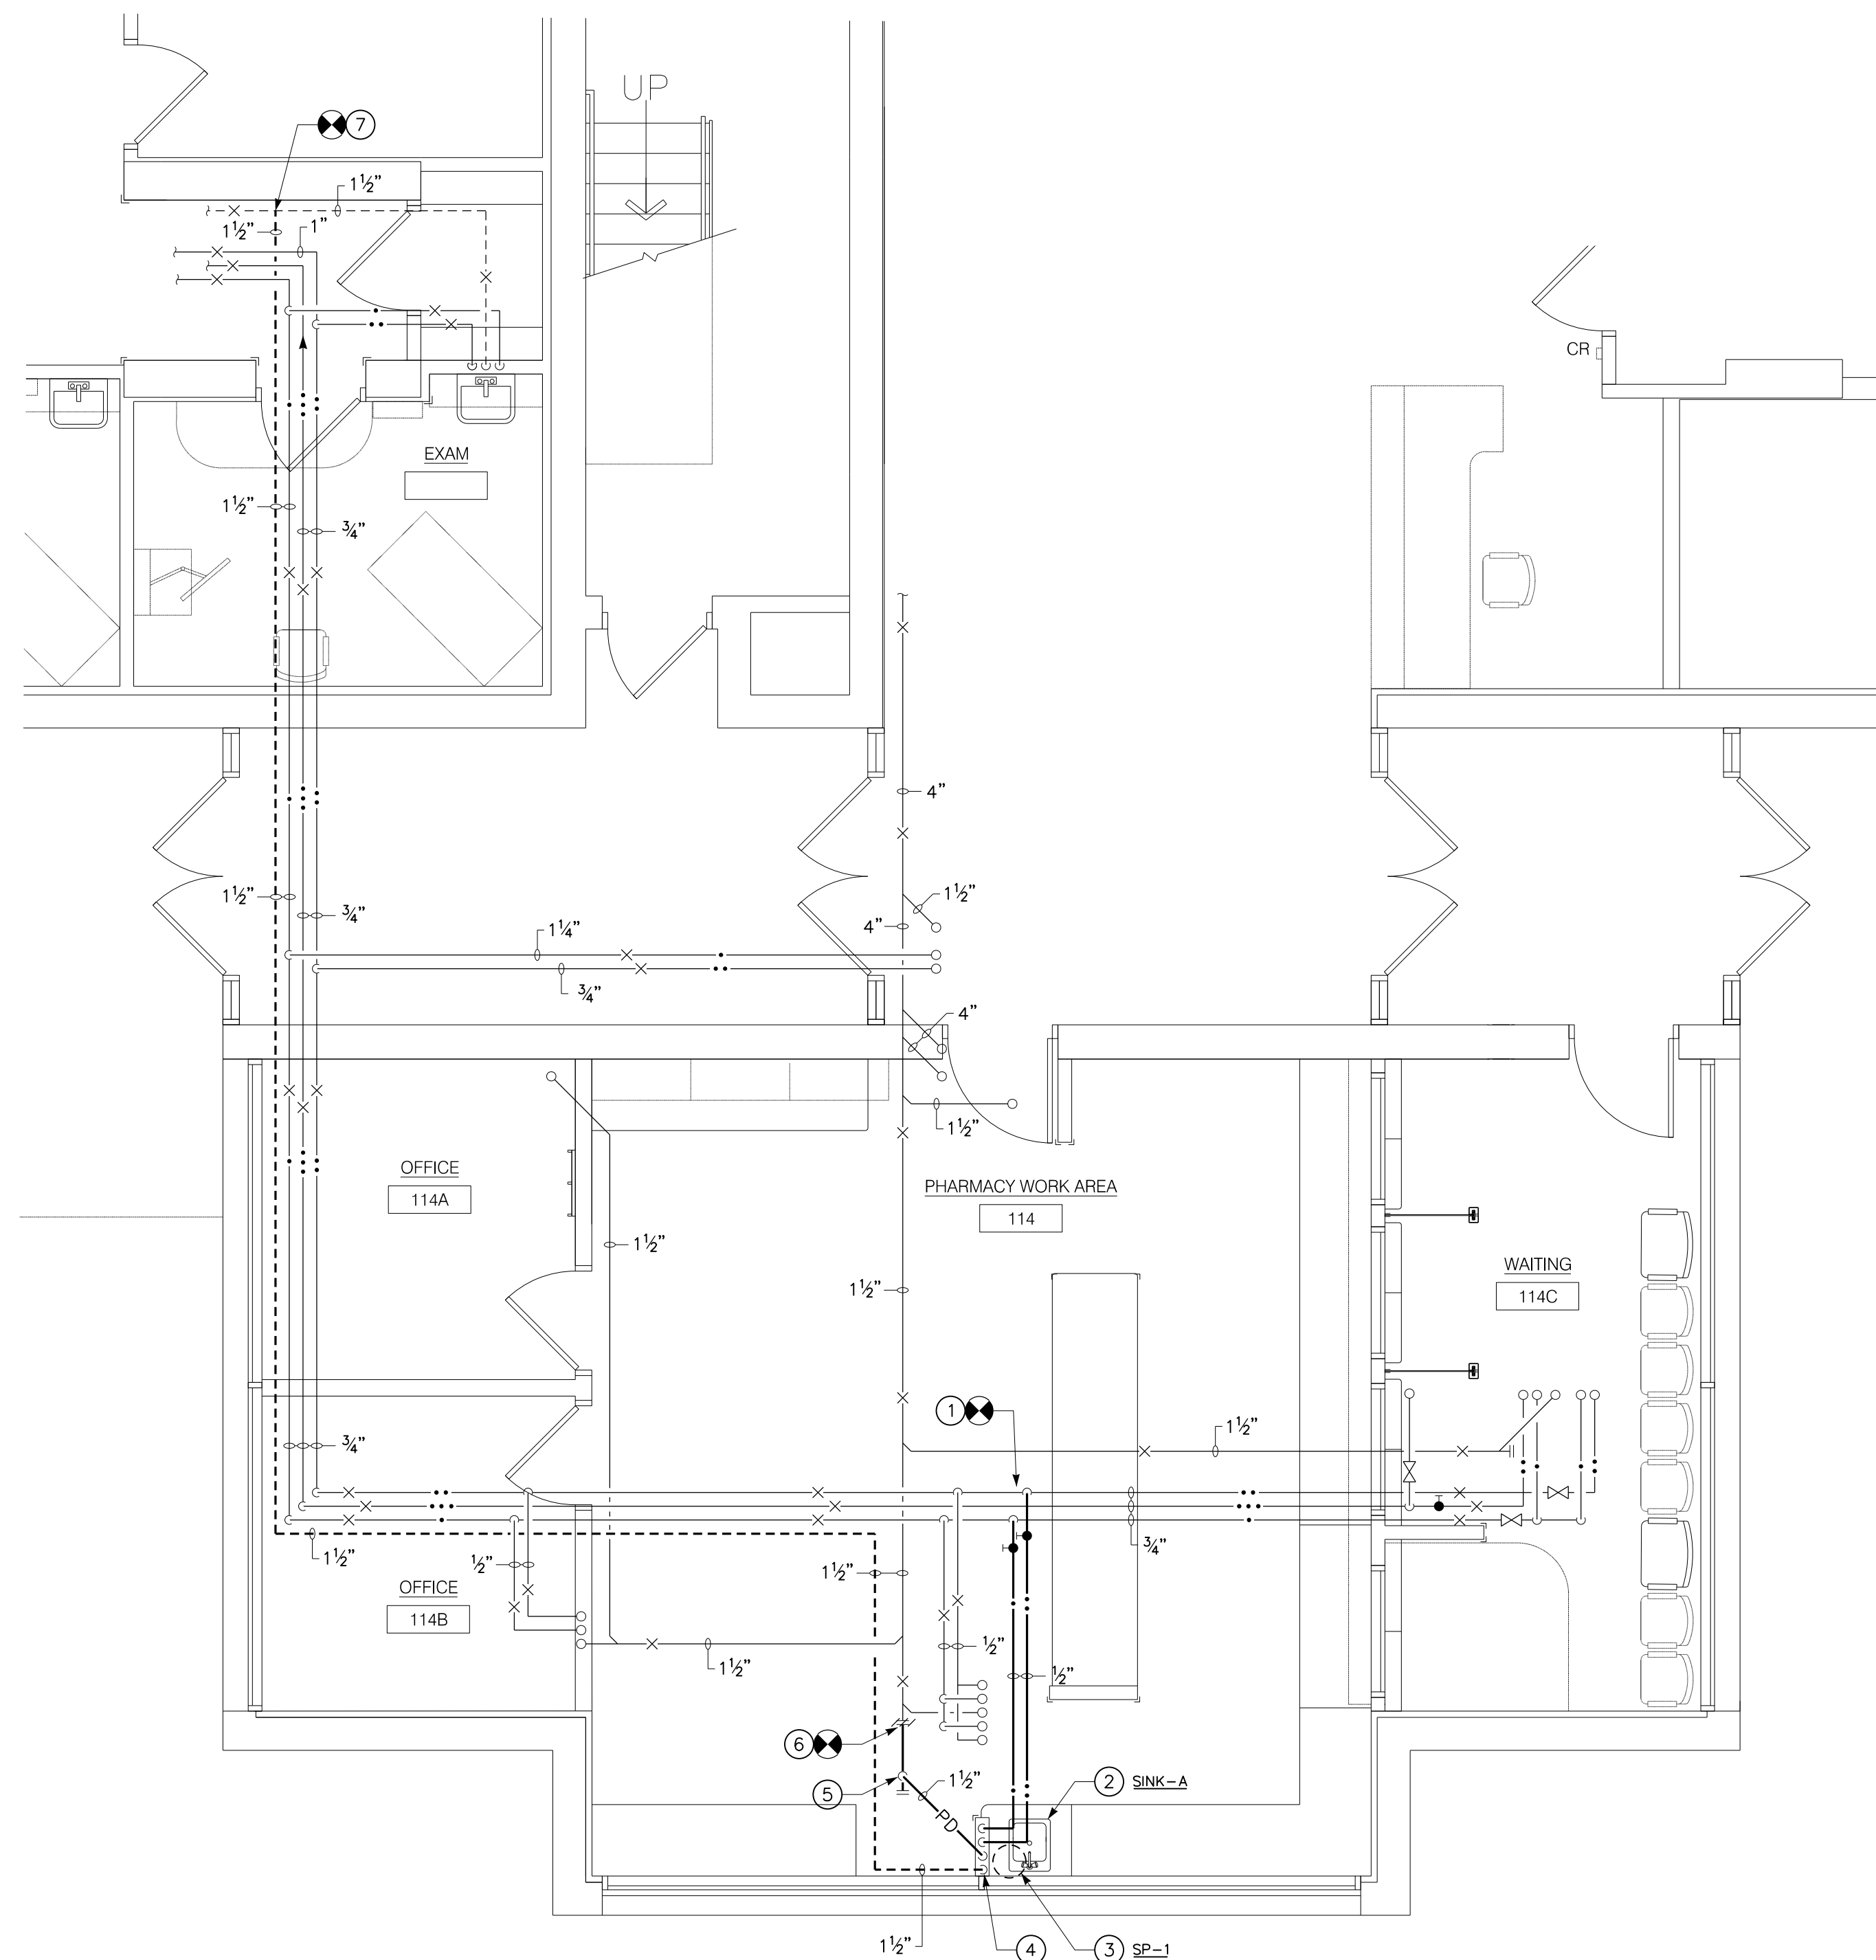 UP
7
1½"
1½"
1"
CR
EXAM
1½"
¾"
4"
1½"
1½"
4"
¾"
1¼"
¾"
4"
1½"
OFFICE
114A
PHARMACY WORK AREA
114
1½"
WAITING
114C
1½"
1
1½"
¾"
¾"
1½"
½"
1½"
OFFICE
114B
½"
1½"
½"
6
5
1½"
2 SINK-A
PD
1½"
4
3 SP-1